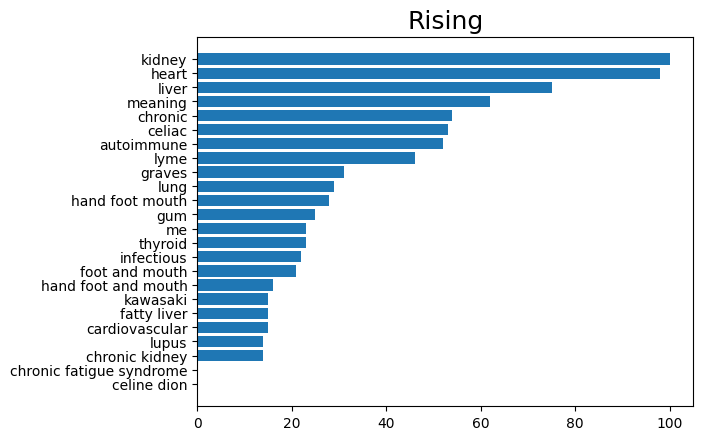 Rising
kidney
heart
liver
meaning
chronic
celiac
autoimmune
lyme
graves
lung
hand foot mouth
gum
me
thyroid
infectious
foot and mouth
hand foot and mouth
kawasaki
fatty liver
cardiovascular
lupus
chronic kidney
chronic fatigue syndrome
celine dion
0 20 40 60 80 100